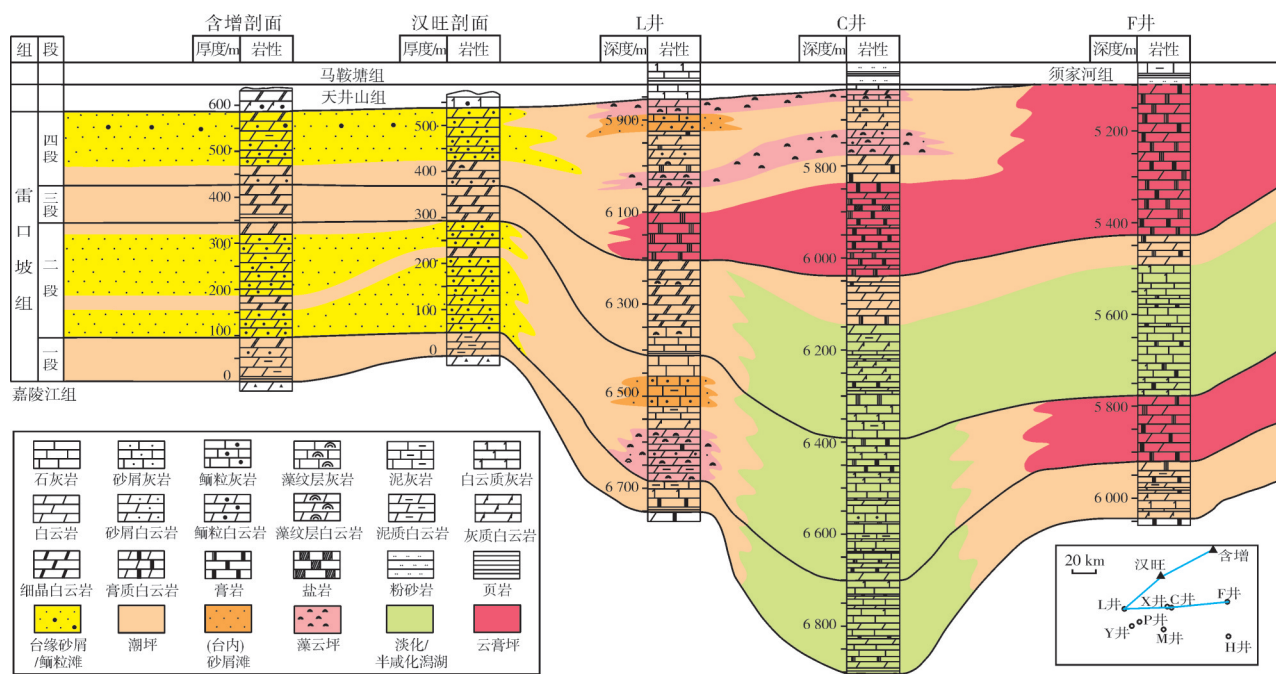 含增剖面 汉旺剖面 L井 C井 F井
组 段 厚度/m 岩性 厚度/m 岩性 深度/m 岩性 深度/m 岩性 深度/m 岩性
马鞍塘组
须家河组
天井山组
雷口坡组
四段
三段
二段
一段
嘉陵江组
600
500
400
300
200
100
0
500
400
300
200
100
0
5 900
6 100
6 300
6 500
6 700
5 800
6 000
6 200
6 400
6 600
6 800
5 200
5 400
5 600
5 800
6 000
石灰岩 砂屑灰岩 鲕粒灰岩 藻纹层灰岩 泥灰岩 白云质灰岩
白云岩 砂屑白云岩 鲕粒白云岩 藻纹层白云岩 泥质白云岩 灰质白云岩
细晶白云岩 膏质白云岩 膏岩 盐岩 粉砂岩 页岩
台缘砂屑 潮坪 (台内) 藻云坪 淡化/ 云膏坪
/鲕粒滩 砂屑滩 半咸化潟湖
20 km
含增
汉旺
L井 X井 C井 F井
Y井 P井 M井
H井